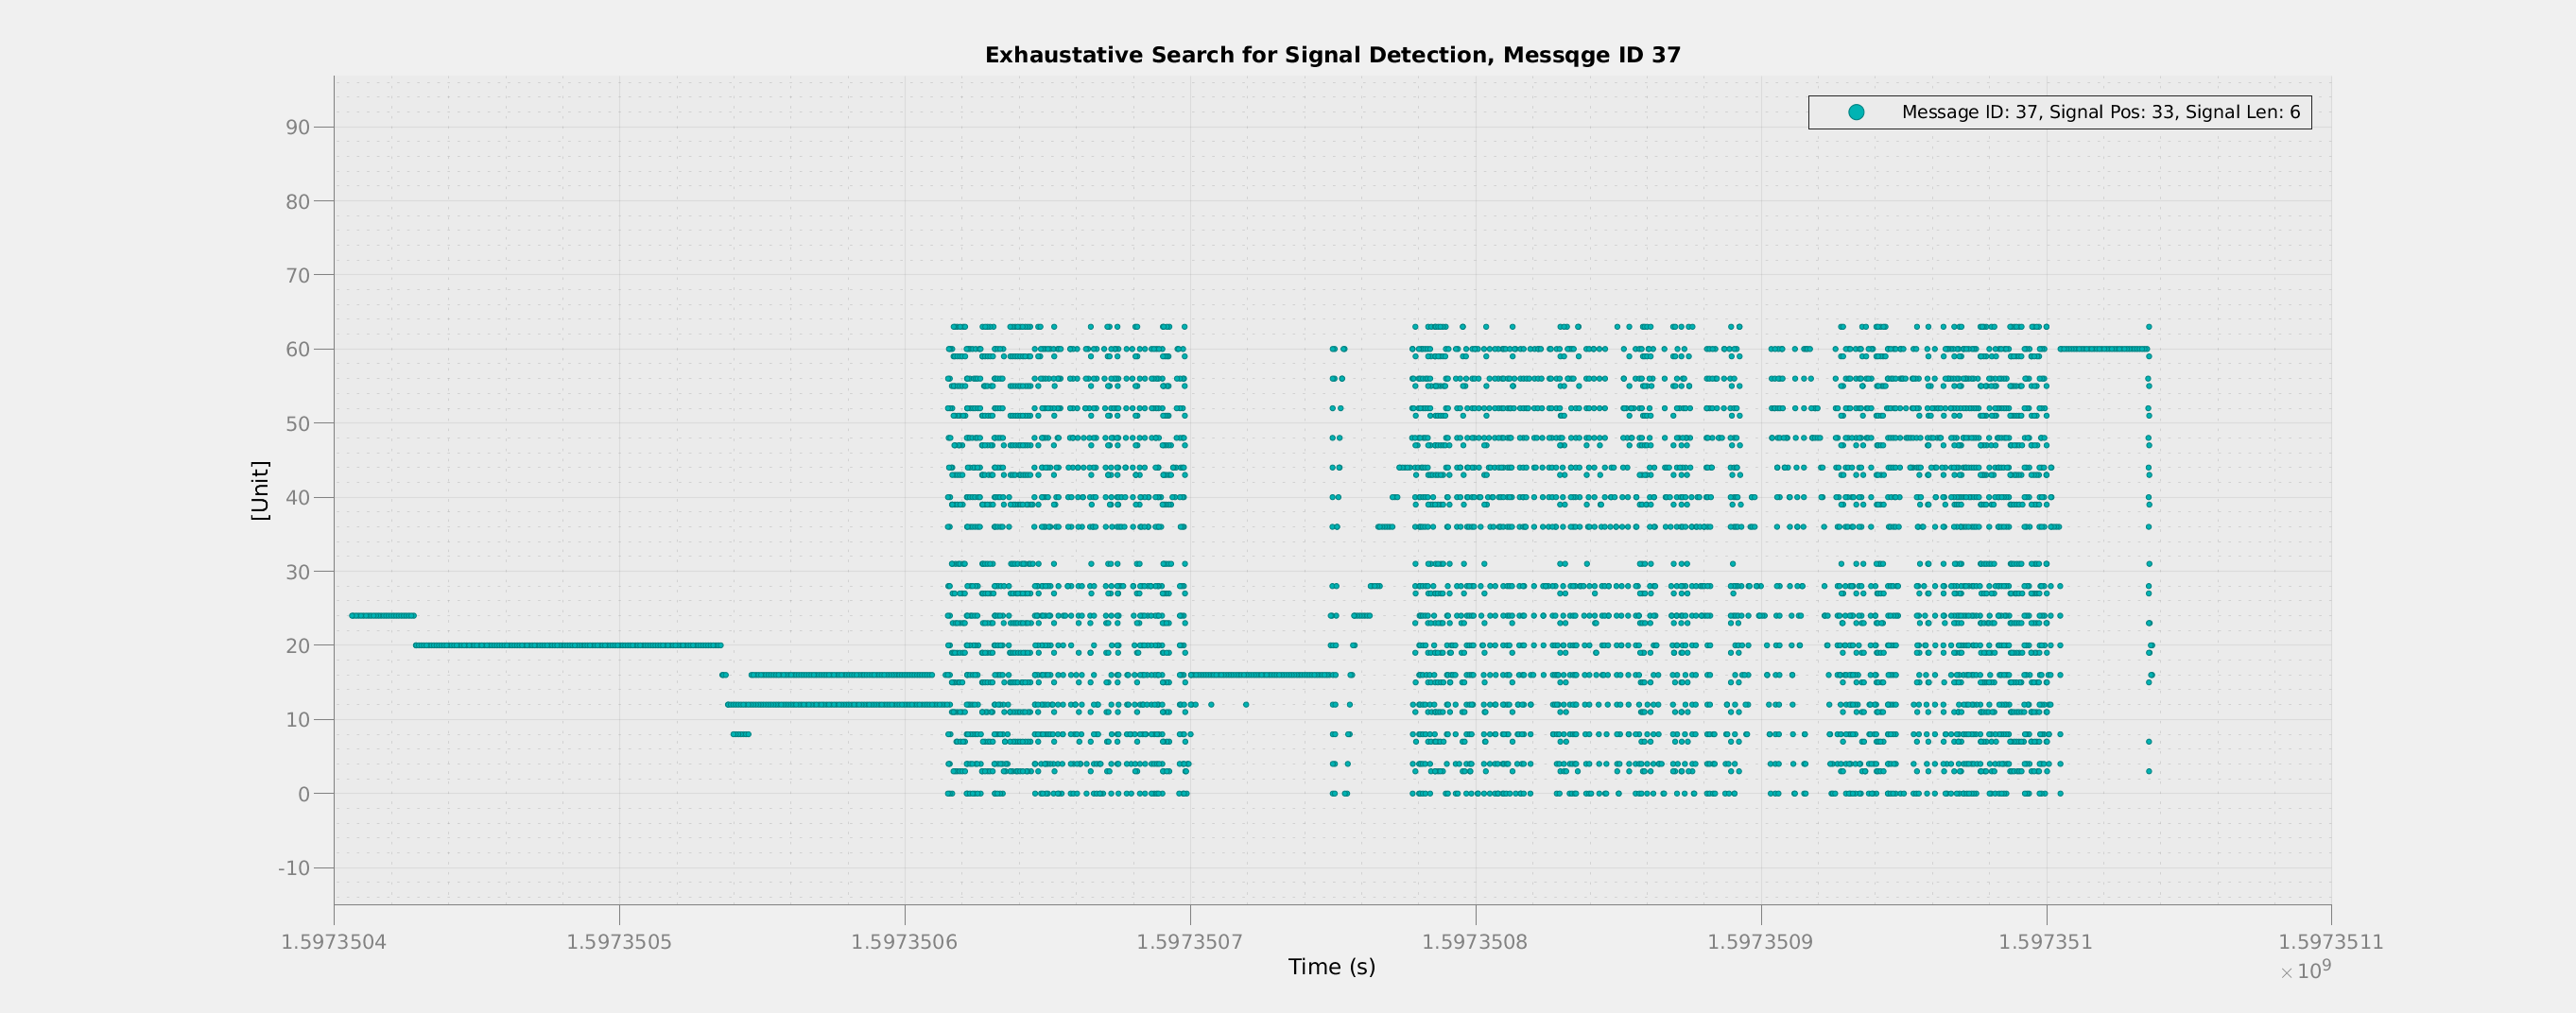 Exhaustative Search for Signal Detection, Messqge ID 37
Message ID: 37, Signal Pos: 33, Signal Len: 6
90
80
70
60
50
40
30
20
10
0
-10
[Unit]
1.5973504 1.5973505 1.5973506 1.5973507 1.5973508 1.5973509 1.597351 1.5973511
Time (s)
× 10⁹